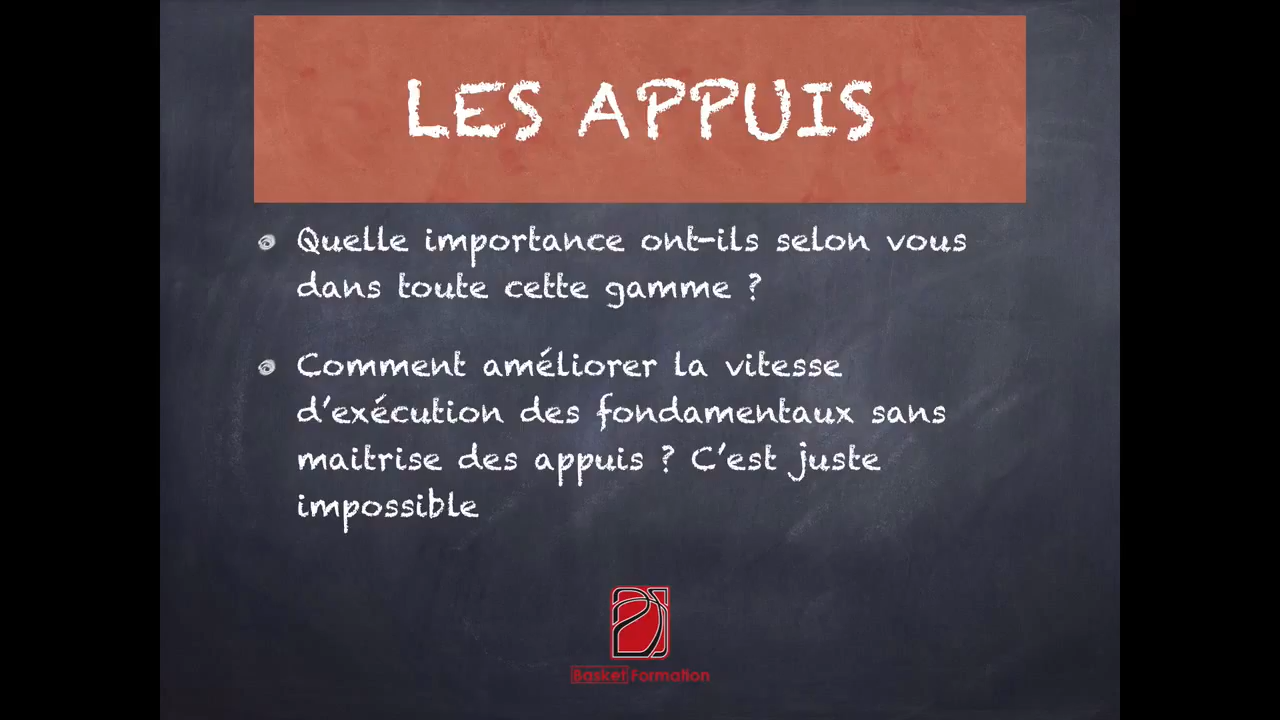 LES APPUIS
Quelle importance ont-ils selon vous
dans toute cette gamme ?
Comment améliorer la vitesse
d'exécution des fondamentaux sans
maitrise des appuis ? C'est juste
impossible
Basket Formation